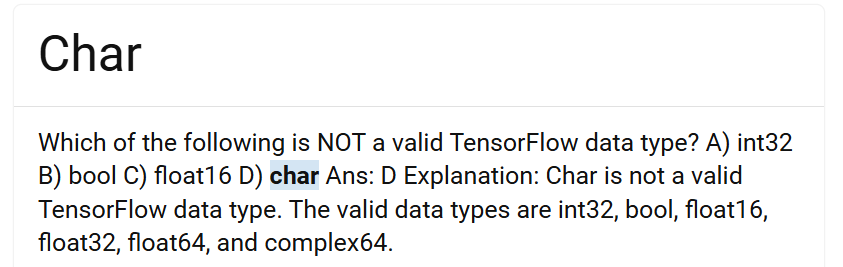 Char
Which of the following is NOT a valid TensorFlow data type? A) int32
B) bool C) float16 D) char Ans: D Explanation: Char is not a valid
TensorFlow data type. The valid data types are int32, bool, float16,
float32, float64, and complex64.